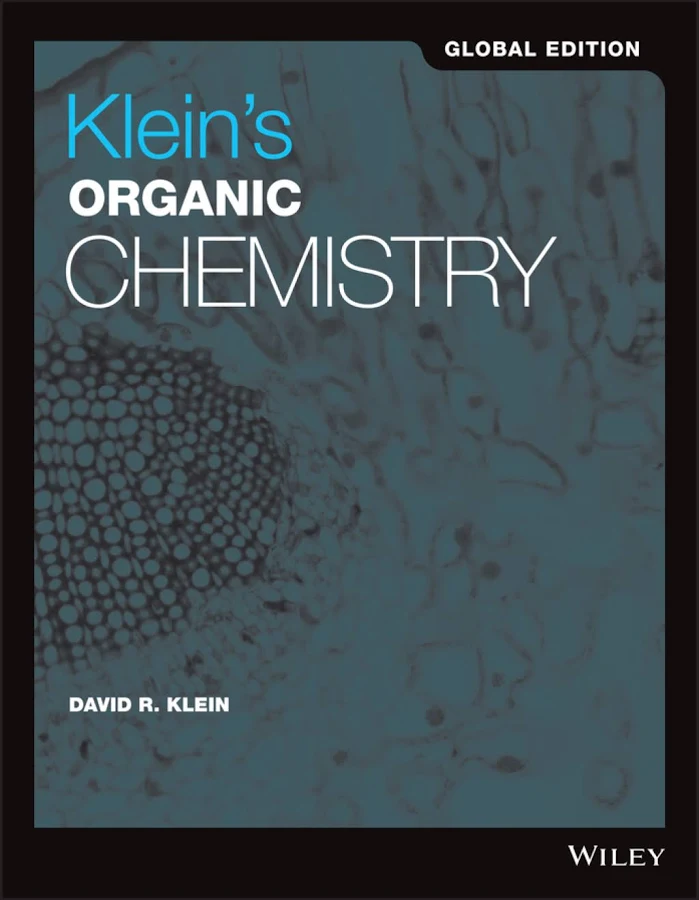 GLOBAL EDITION
Klein's
ORGANIC
CHEMISTRY
DAVID R. KLEIN
WILEY